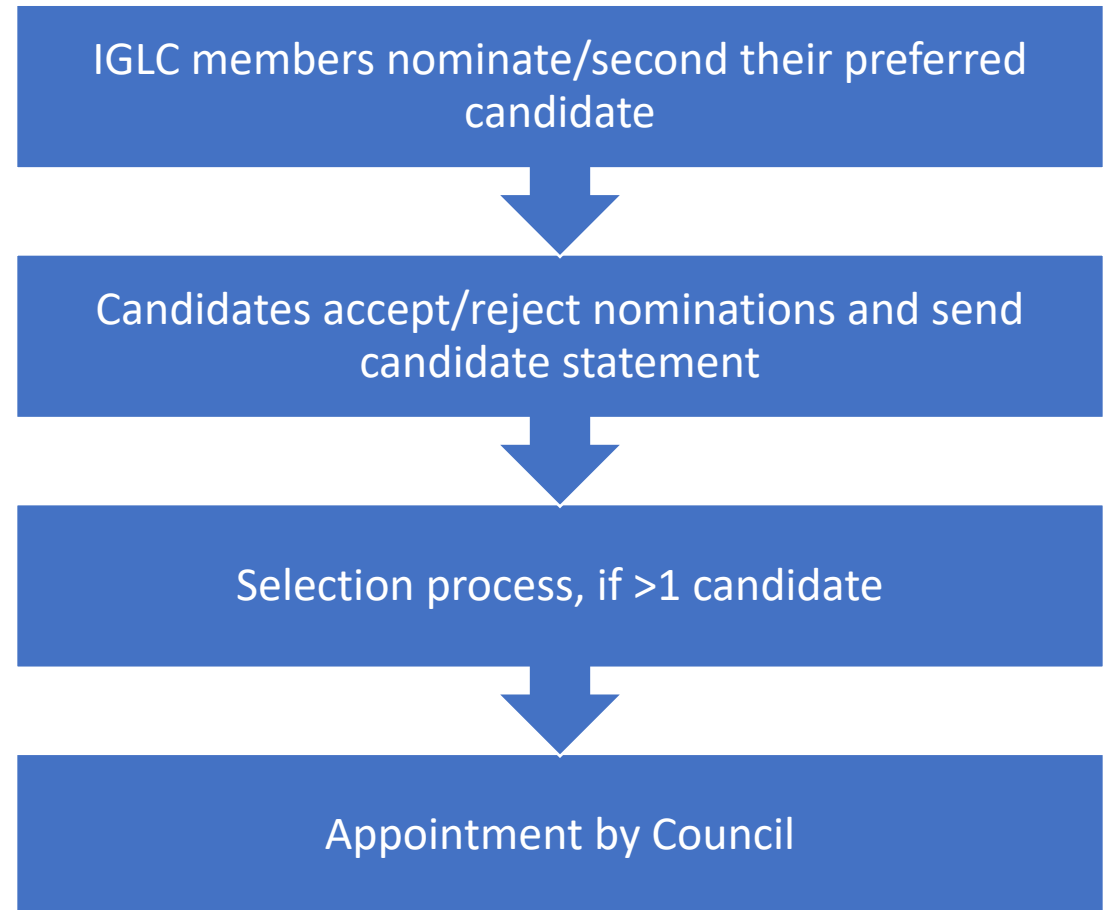 IGLC members nominate/second their preferred
candidate
Candidates accept/reject nominations and send
candidate statement
Selection process, if >1 candidate
Appointment by Council